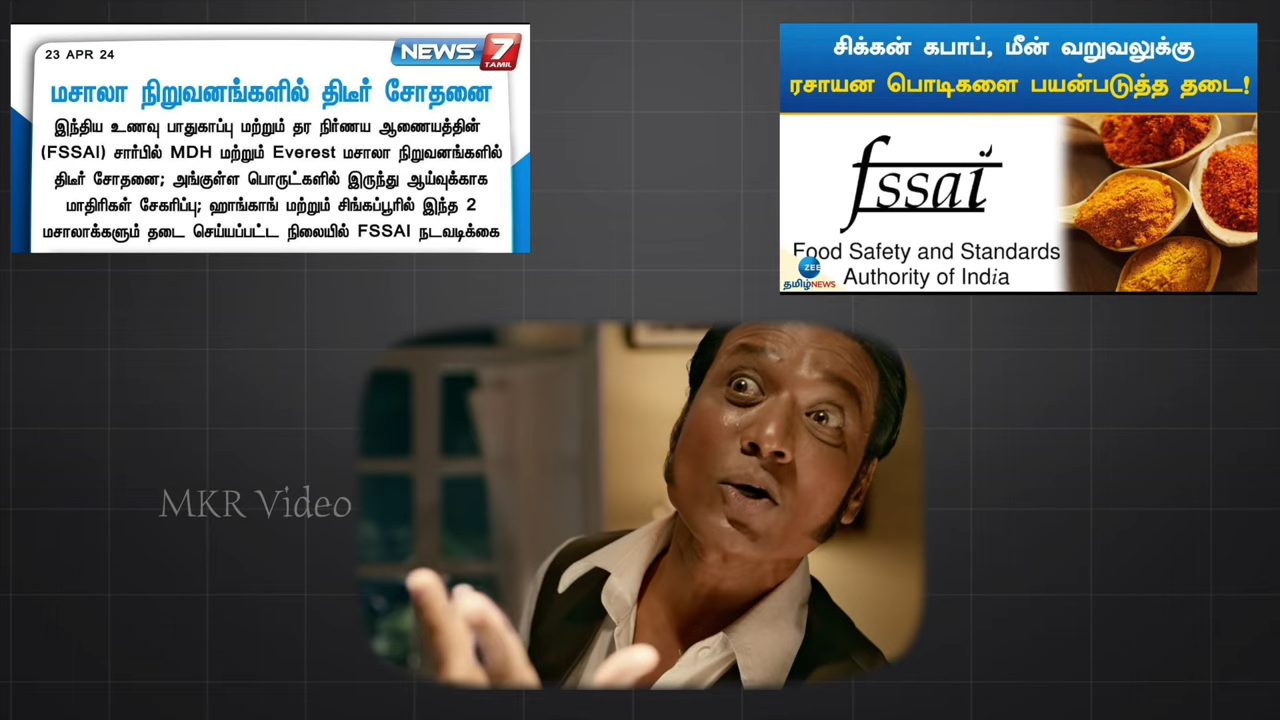 23 APR 24
NEWS 7
TAMIL
மசாலா நிறுவனங்களில் திடீர் சோதனை
இந்திய உணவு பாதுகாப்பு மற்றும் தர நிர்ணய ஆணையத்தின்
(FSSAI) சார்பில் MDH மற்றும் Everest மசாலா நிறுவனங்களில்
திடீர் சோதனை; அங்குள்ள பொருட்களில் இருந்து ஆய்வுக்காக
மாதிரிகள் சேகரிப்பு; ஹாங்காங் மற்றும் சிங்கப்பூரில் இந்த 2
மசாலாக்களும் தடை செய்யப்பட்ட நிலையில் FSSAI நடவடிக்கை
சிக்கன் கபாப், மீன் வறுவலுக்கு
ரசாயன பொடிகளை பயன்படுத்த தடை!
fssai
Food Safety and Standards
Authority of India
ZEE
தமிழ்NEWS
MKR Video